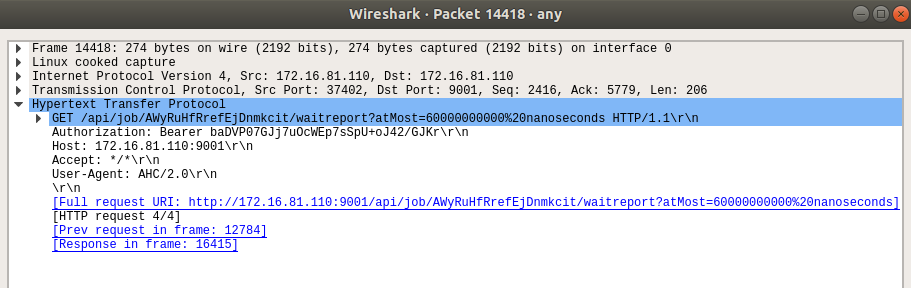 Wireshark · Packet 14418 · any
Frame 14418: 274 bytes on wire (2192 bits), 274 bytes captured (2192 bits) on interface 0
Linux cooked capture
Internet Protocol Version 4, Src: 172.16.81.110, Dst: 172.16.81.110
Transmission Control Protocol, Src Port: 37402, Dst Port: 9001, Seq: 2416, Ack: 5779, Len: 206
Hypertext Transfer Protocol
GET /api/job/AWyRuHfRrefEjDnmkcit/waitreport?atMost=60000000000%20nanoseconds HTTP/1.1\r\n
Authorization: Bearer baDVP07GJj7uOcWEp7sSpU+oJ42/GJKr\r\n
Host: 172.16.81.110:9001\r\n
Accept: */*\r\n
User-Agent: AHC/2.0\r\n
\r\n
[Full request URI: http://172.16.81.110:9001/api/job/AWyRuHfRrefEjDnmkcit/waitreport?atMost=60000000000%20nanoseconds]
[HTTP request 4/4]
[Prev request in frame: 12784]
[Response in frame: 16415]